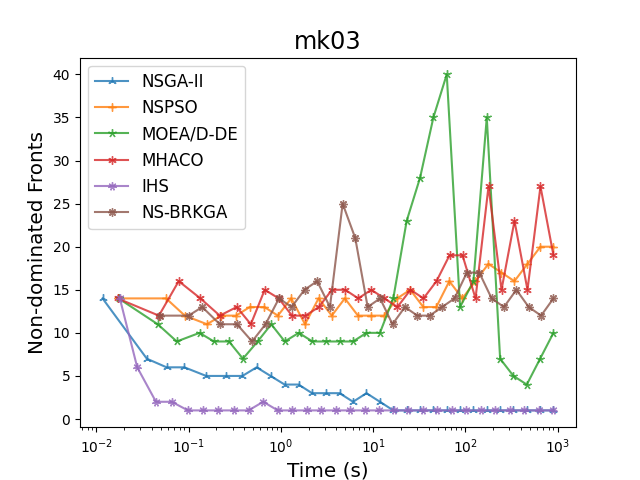 mk03
Non-dominated Fronts
40
35
30
25
20
15
10
5
0
NSGA-II
NSPSO
MOEA/D-DE
MHACO
IHS
NS-BRKGA
10⁻² 10⁻¹ 10⁰ 10¹ 10² 10³
Time (s)